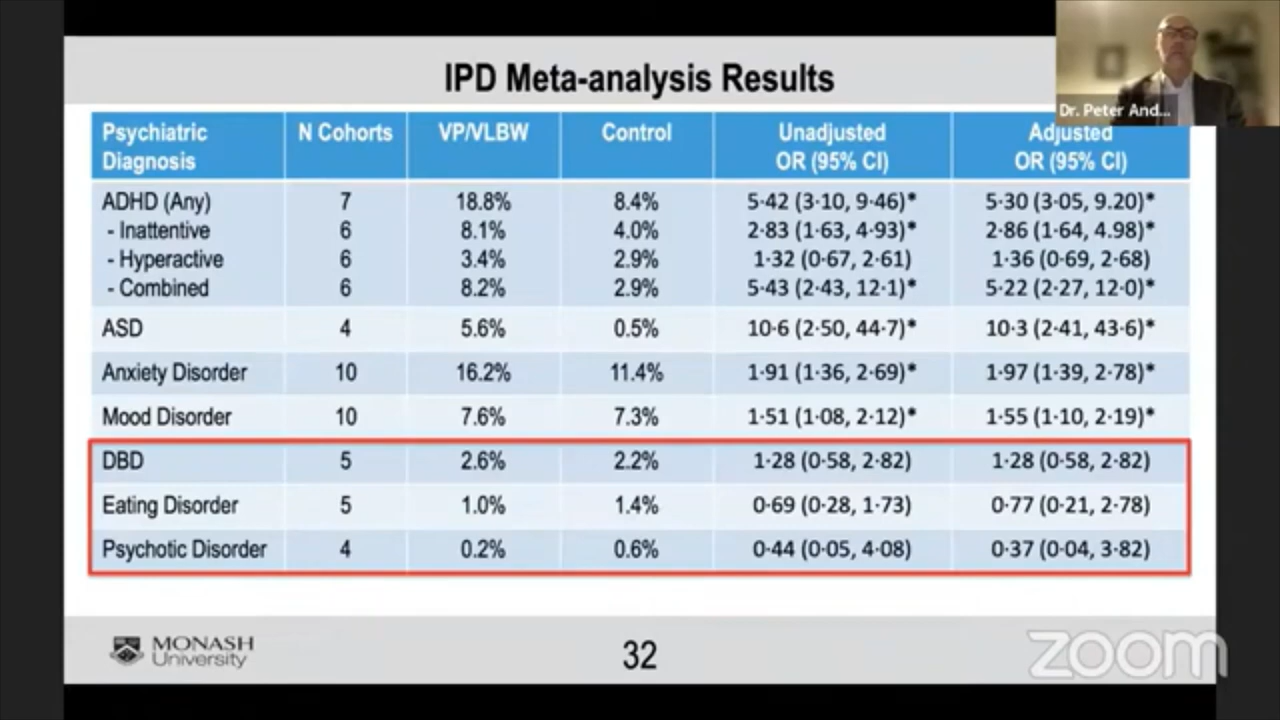 IPD Meta-analysis Results
Dr. Peter And...
Psychiatric Diagnosis N Cohorts VP/VLBW Control Unadjusted OR (95% CI) Adjusted OR (95% CI)
ADHD (Any) 7 18.8% 8.4% 5·42 (3·10, 9·46)* 5·30 (3·05, 9.20)*
- Inattentive 6 8.1% 4.0% 2·83 (1·63, 4·93)* 2·86 (1·64, 4·98)*
- Hyperactive 6 3.4% 2.9% 1·32 (0·67, 2·61) 1·36 (0·69, 2·68)
- Combined 6 8.2% 2.9% 5·43 (2·43, 12·1)* 5·22 (2·27, 12·0)*
ASD 4 5.6% 0.5% 10·6 (2·50, 44·7)* 10·3 (2·41, 43·6)*
Anxiety Disorder 10 16.2% 11.4% 1·91 (1·36, 2·69)* 1·97 (1·39, 2·78)*
Mood Disorder 10 7.6% 7.3% 1·51 (1·08, 2·12)* 1·55 (1·10, 2·19)*
DBD 5 2.6% 2.2% 1·28 (0·58, 2·82) 1·28 (0·58, 2·82)
Eating Disorder 5 1.0% 1.4% 0·69 (0·28, 1·73) 0·77 (0·21, 2·78)
Psychotic Disorder 4 0.2% 0.6% 0·44 (0·05, 4·08) 0·37 (0·04, 3·82)
MONASH
University
32
zoom